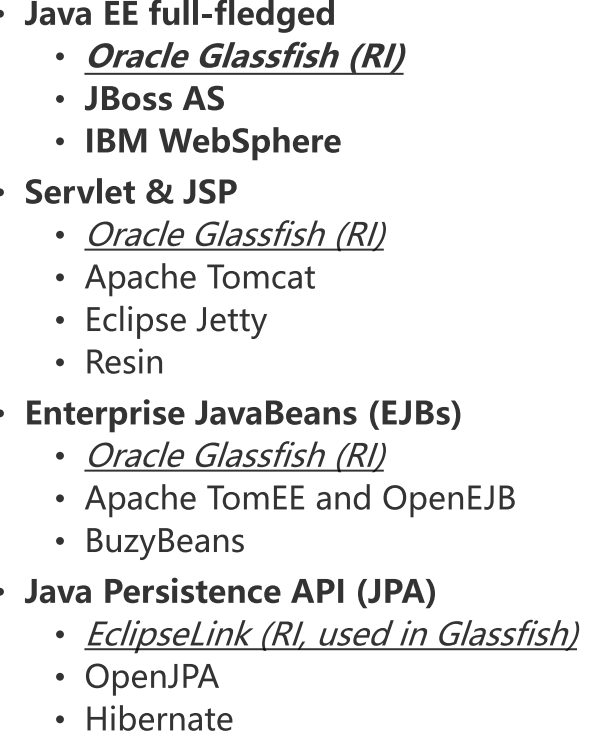 • Java EE full-fledged
• Oracle Glassfish (RI)
• JBoss AS
• IBM WebSphere
• Servlet & JSP
• Oracle Glassfish (RI)
• Apache Tomcat
• Eclipse Jetty
• Resin
• Enterprise JavaBeans (EJBs)
• Oracle Glassfish (RI)
• Apache TomEE and OpenEJB
• BuzyBeans
• Java Persistence API (JPA)
• EclipseLink (RI, used in Glassfish)
• OpenJPA
• Hibernate